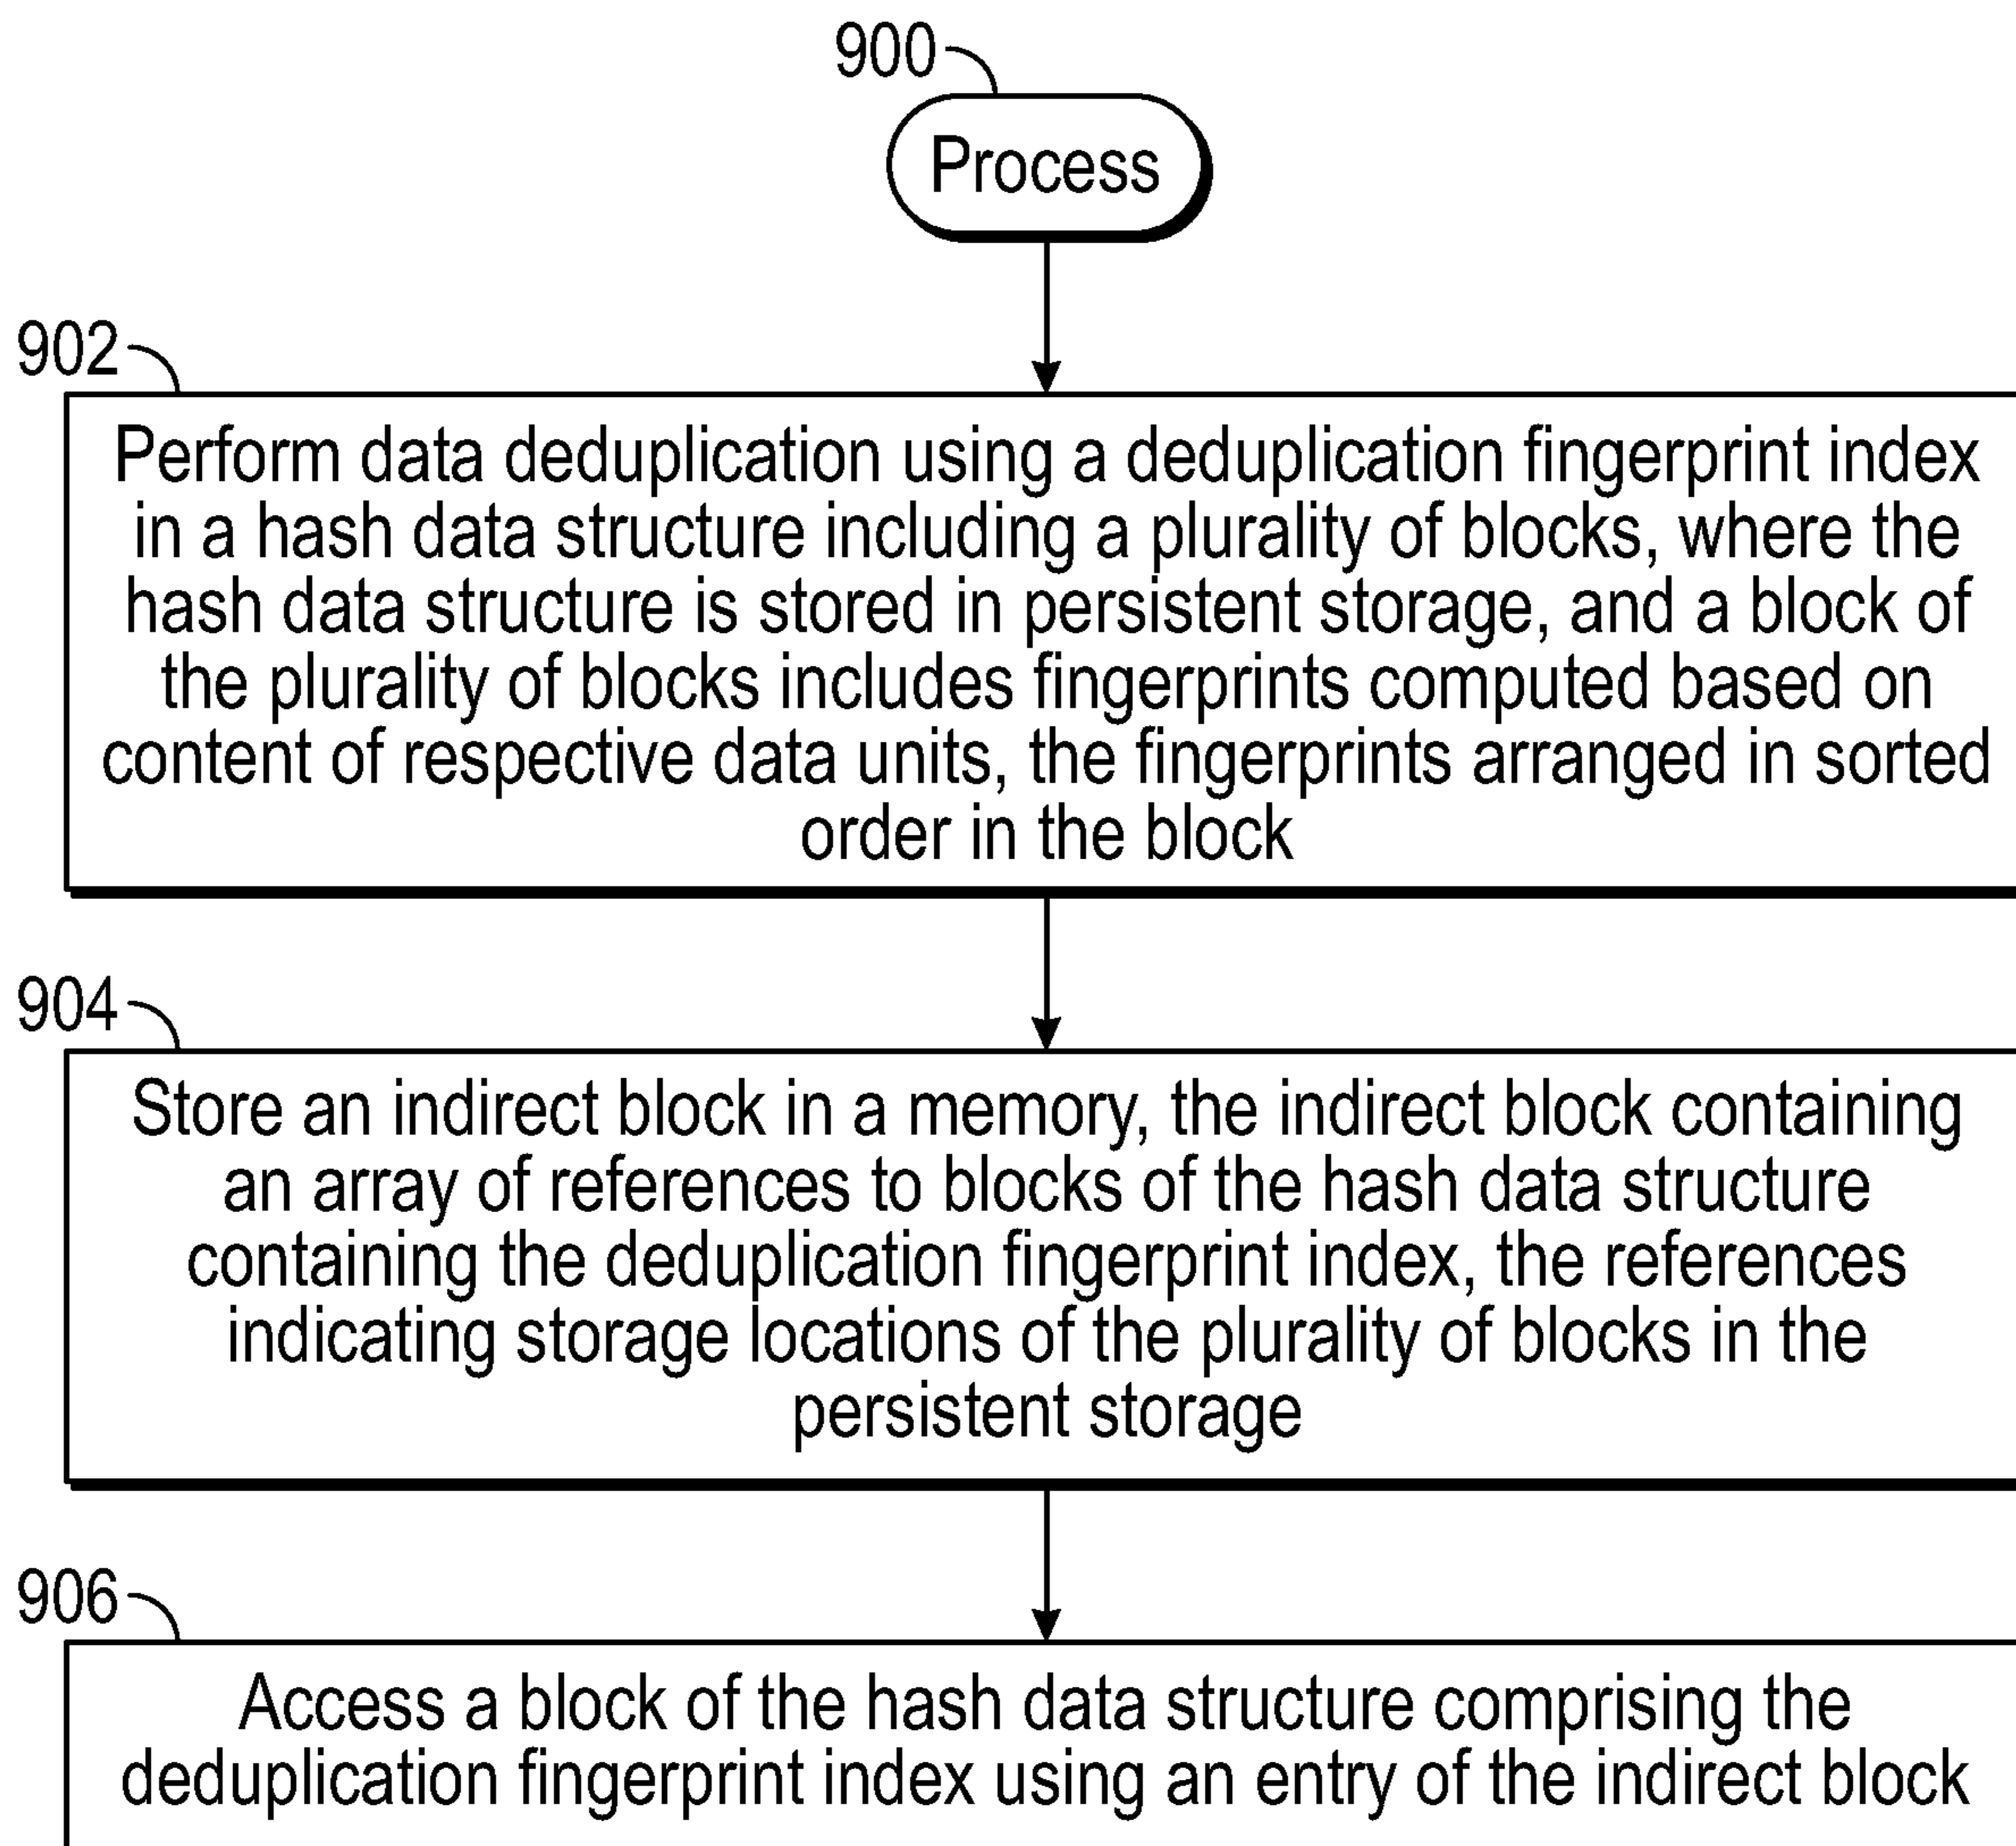 900
Process
902
Perform data deduplication using a deduplication fingerprint index
in a hash data structure including a plurality of blocks, where the
hash data structure is stored in persistent storage, and a block of
the plurality of blocks includes fingerprints computed based on
content of respective data units, the fingerprints arranged in sorted
order in the block
904
Store an indirect block in a memory, the indirect block containing
an array of references to blocks of the hash data structure
containing the deduplication fingerprint index, the references
indicating storage locations of the plurality of blocks in the
persistent storage
906
Access a block of the hash data structure comprising the
deduplication fingerprint index using an entry of the indirect block